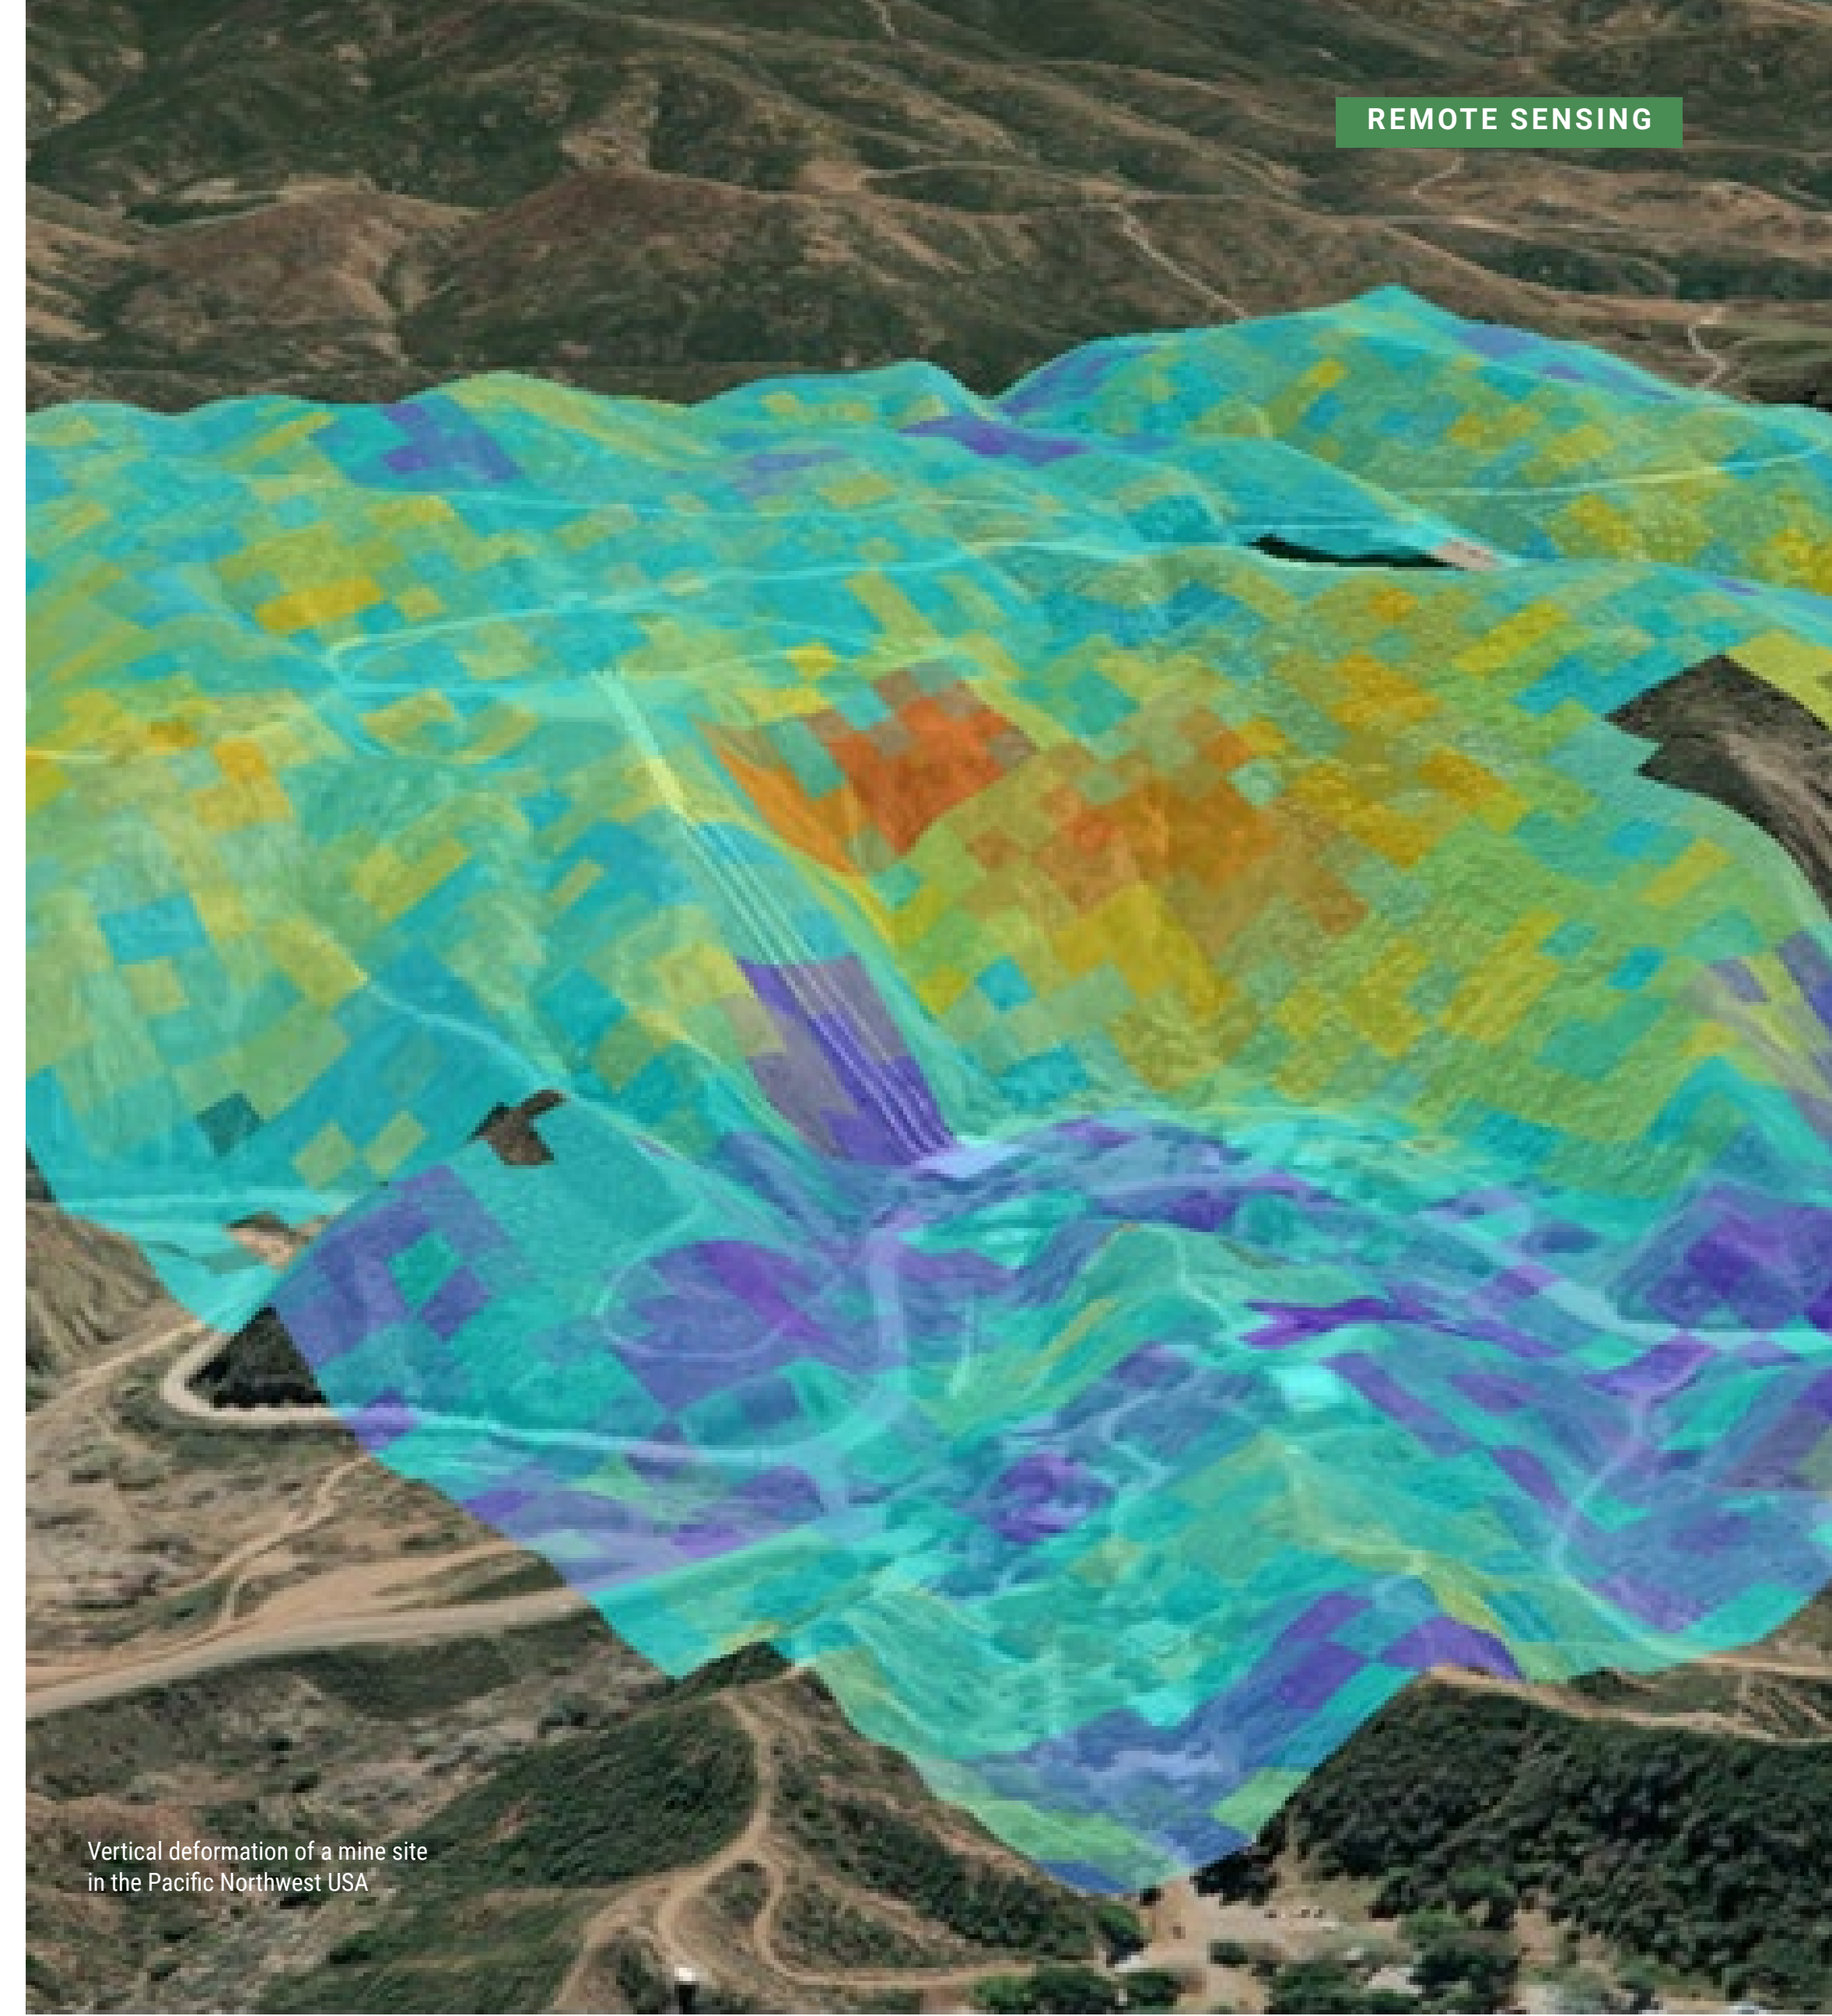 REMOTE SENSING
Vertical deformation of a mine site
in the Pacific Northwest USA